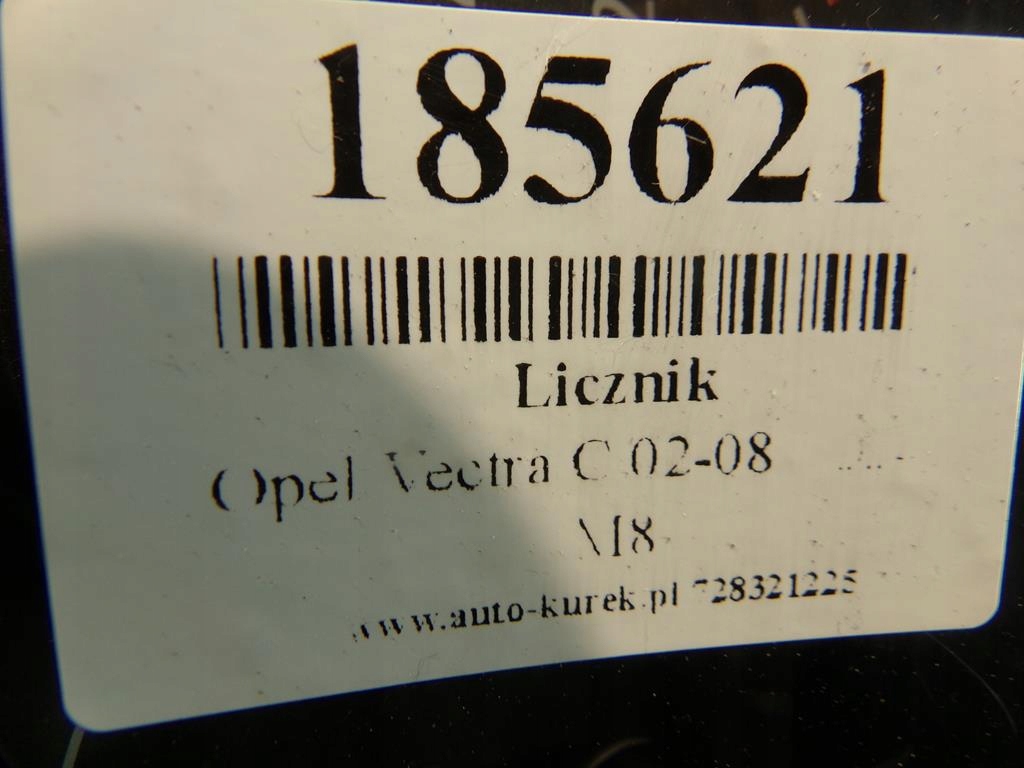 185621
Licznik
Opel Vectra C 02-08
M8
www.auto-kurek.pl 728321225